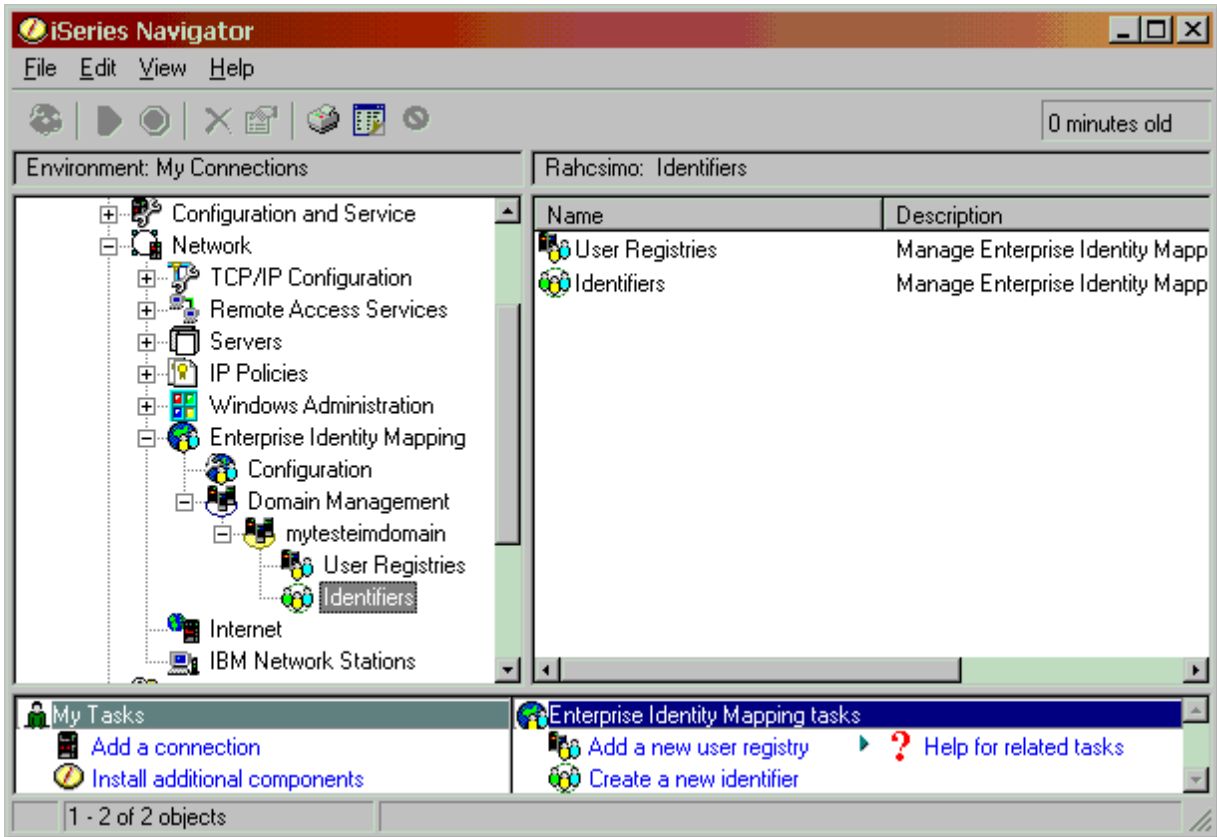 iSeries Navigator
File Edit View Help
0 minutes old
Environment: My Connections
Rahcsimo: Identifiers
Configuration and Service
Network
TCP/IP Configuration
Remote Access Services
Servers
IP Policies
Windows Administration
Enterprise Identity Mapping
Configuration
Domain Management
mytesteimdomain
User Registries
Identifiers
Internet
IBM Network Stations
Name Description
User Registries Manage Enterprise Identity Mapp
Identifiers Manage Enterprise Identity Mapp
My Tasks
Add a connection
Install additional components
Enterprise Identity Mapping tasks
Add a new user registry
Create a new identifier
? Help for related tasks
1 - 2 of 2 objects